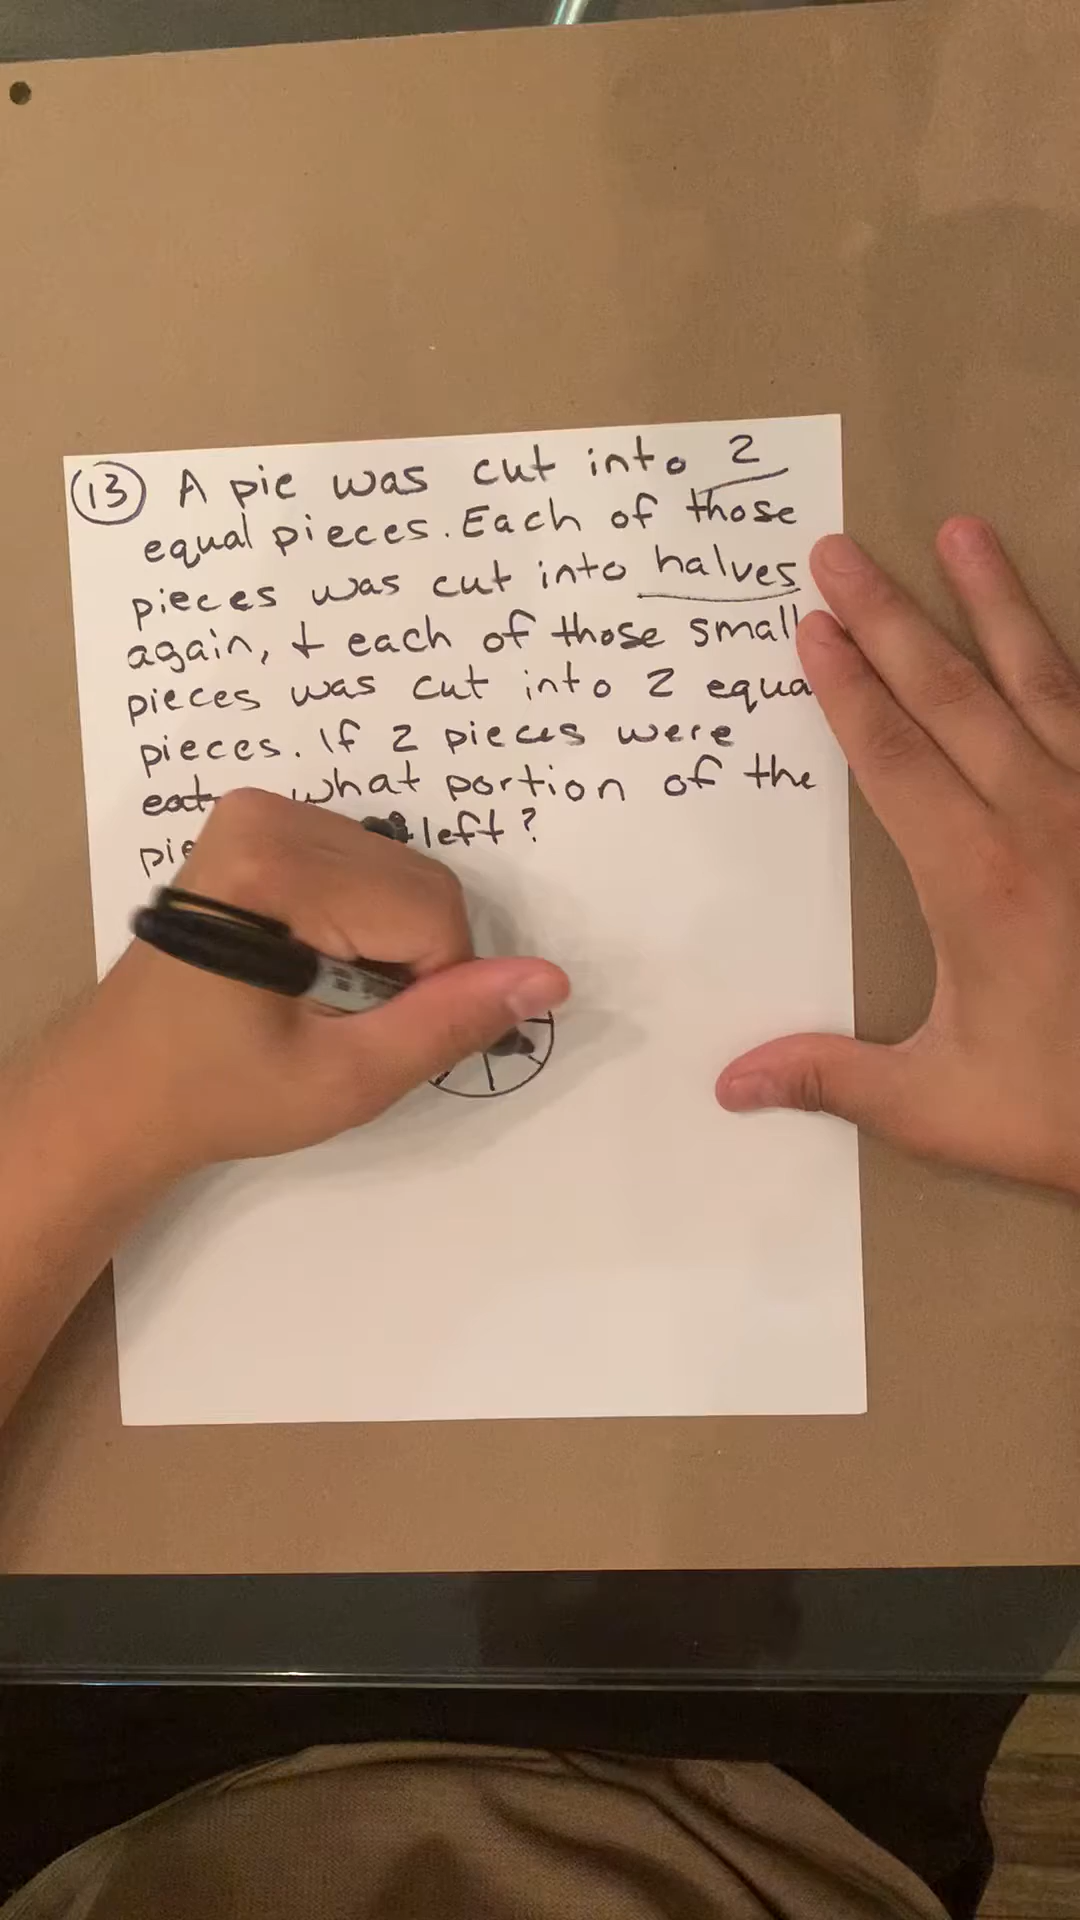 13 A pie was cut into 2
equal pieces. Each of those
pieces was cut into halves
again, + each of those small
pieces was cut into 2 equa
pieces. If 2 pieces were
what portion of the
left?